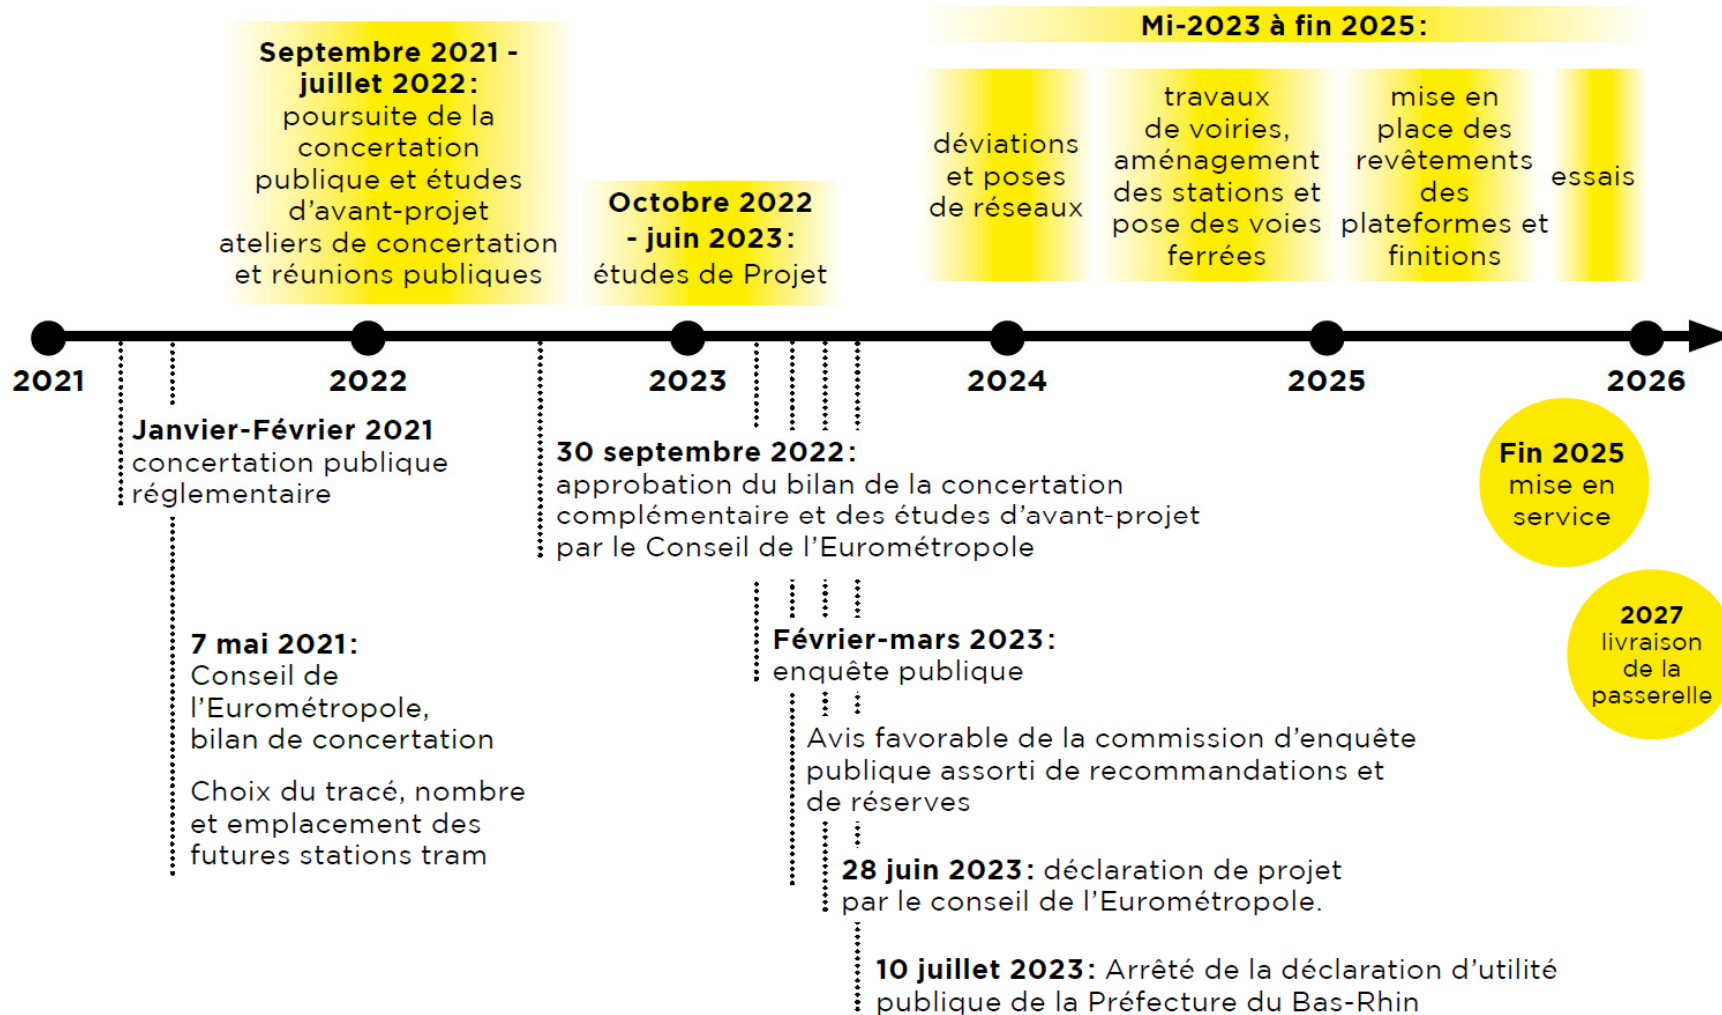 Septembre 2021 -
juillet 2022 :
poursuite de la
concertation
publique et études
d'avant-projet
ateliers de concertation
et réunions publiques
Octobre 2022
- juin 2023 :
études de Projet
Mi-2023 à fin 2025 :
déviations
et poses
de réseaux
travaux
de voiries,
aménagement
des stations et
pose des voies
ferrées
mise en
place des
revêtements
des
plateformes et
finitions
essais
2021
2022
2023
2024
2025
2026
Janvier-Février 2021
concertation publique
réglementaire
7 mai 2021 :
Conseil de
l'Eurométropole,
bilan de concertation
Choix du tracé, nombre
et emplacement des
futures stations tram
30 septembre 2022 :
approbation du bilan de la concertation
complémentaire et des études d'avant-projet
par le Conseil de l'Eurométropole
Février-mars 2023 :
enquête publique
Avis favorable de la commission d'enquête
publique assorti de recommandations et
de réserves
28 juin 2023 : déclaration de projet
par le conseil de l'Eurométropole.
10 juillet 2023 : Arrêté de la déclaration d'utilité
publique de la Préfecture du Bas-Rhin
Fin 2025
mise en
service
2027
livraison
de la
passerelle